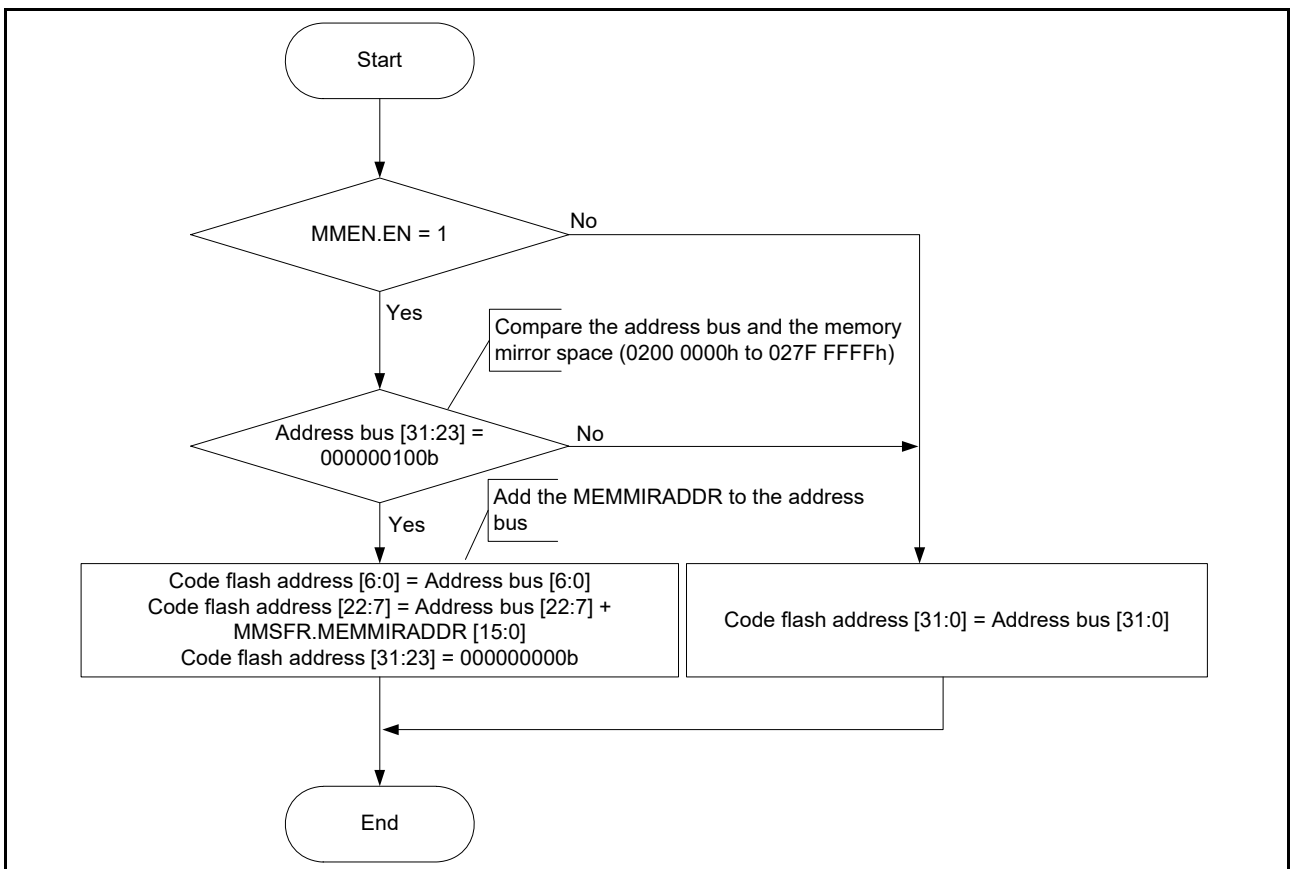 Start
MMEN.EN = 1
No
Yes
Compare the address bus and the memory
mirror space (0200 0000h to 027F FFFFh)
Address bus [31:23] =
000000100b
No
Yes
Add the MEMMIRADDR to the address
bus
Code flash address [6:0] = Address bus [6:0]
Code flash address [22:7] = Address bus [22:7] +
MMSFR.MEMMIRADDR [15:0]
Code flash address [31:23] = 000000000b
Code flash address [31:0] = Address bus [31:0]
End